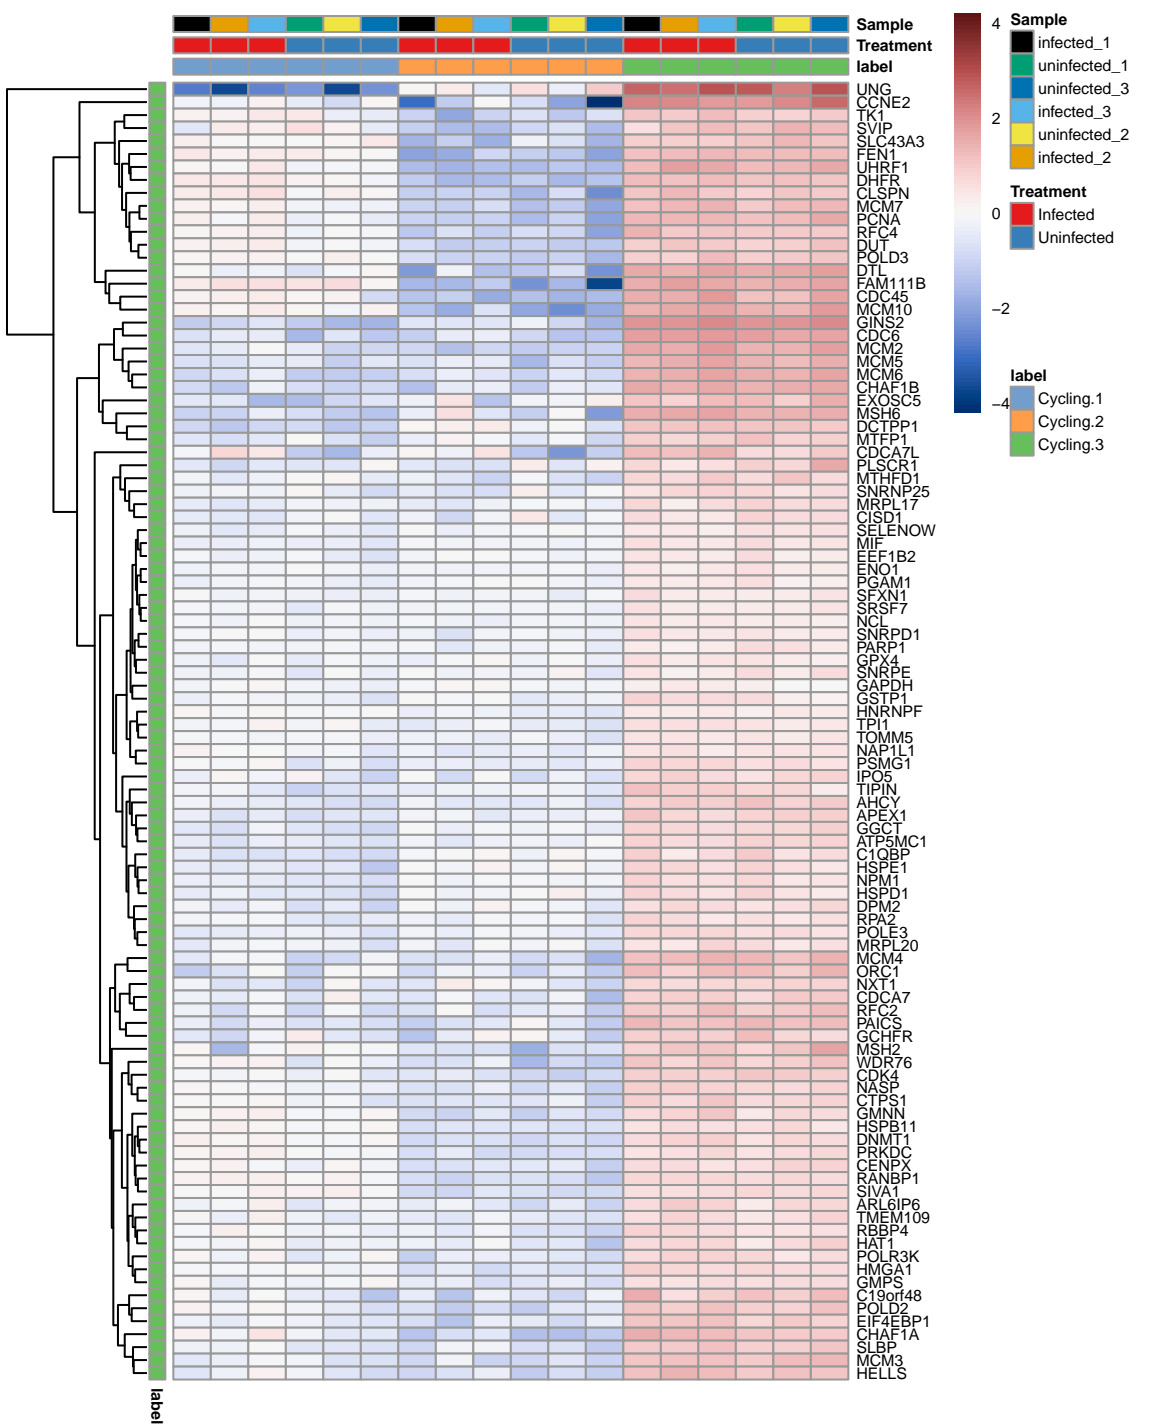 Sample
Treatment
label
UNG
CCNE2
TK1
SVIP
SLC43A3
FEN1
UHRF1
DHFR
CLSPN
MCM7
PCNA
RFC4
DUT
POLD3
DTL
FAM111B
CDC45
MCM10
GINS2
CDC6
MCM2
MCM5
MCM6
CHAF1B
EXOSC5
MSH6
DCTPP1
MTFP1
CDCA7L
PLSCR1
MTHFD1
SNRNP25
MRPL17
CISD1
SELENOW
MIF
EEF1B2
ENO1
PGAM1
SFXN1
SRSF7
NCL
SNRPD1
PARP1
GPX4
SNRPE
GAPDH
GSTP1
HNRNPF
TPI1
TOMM5
NAP1L1
PSMG1
IPO5
TIPIN
AHCY
APEX1
GGCT
ATP5MC1
C1QBP
HSPE1
NPM1
HSPD1
DPM2
RPA2
POLE3
MRPL20
MCM4
ORC1
NXT1
CDCA7
RFC2
PAICS
GCHFR
MSH2
WDR76
CDK4
NASP
CTPS1
GMNN
HSPB11
DNMT1
PRKDC
CENPX
RANBP1
SIVA1
ARL6IP6
TMEM109
RBBP4
HAT1
POLR3K
HMGA1
GMPS
C19orf48
POLD2
EIF4EBP1
CHAF1A
SLBP
MCM3
HELLS
label
4
2
0
−2
−4
Sample
infected_1
uninfected_1
uninfected_3
infected_3
uninfected_2
infected_2
Treatment
Infected
Uninfected
label
Cycling.1
Cycling.2
Cycling.3